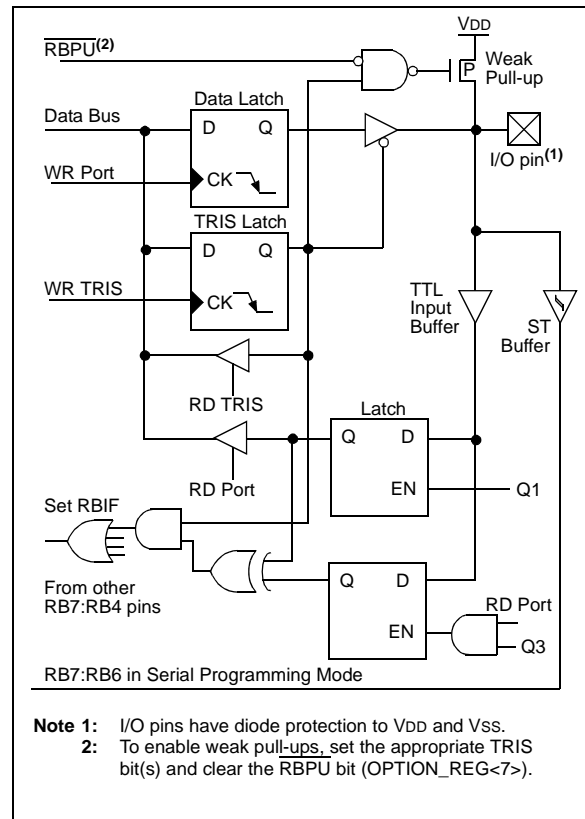 VDD
RBPU(2)
Weak
Pull-up
P
Data Latch
Data Bus
D Q
I/O pin(1)
WR Port
CK
TRIS Latch
D Q
WR TRIS
CK
TTL
Input
Buffer
ST
Buffer
RD TRIS
Latch
Q D
RD Port
EN
Q1
Set RBIF
From other
RB7:RB4 pins
Q D
RD Port
EN
Q3
RB7:RB6 in Serial Programming Mode
Note 1: I/O pins have diode protection to VDD and VSS.
2: To enable weak pull-ups, set the appropriate TRIS
bit(s) and clear the RBPU bit (OPTION_REG<7>).